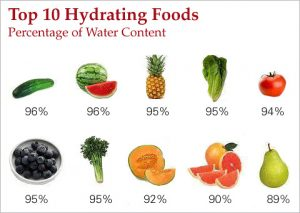 Top 10 Hydrating Foods
Percentage of Water Content
96% 96% 95% 95% 94%
95% 95% 92% 90% 89%